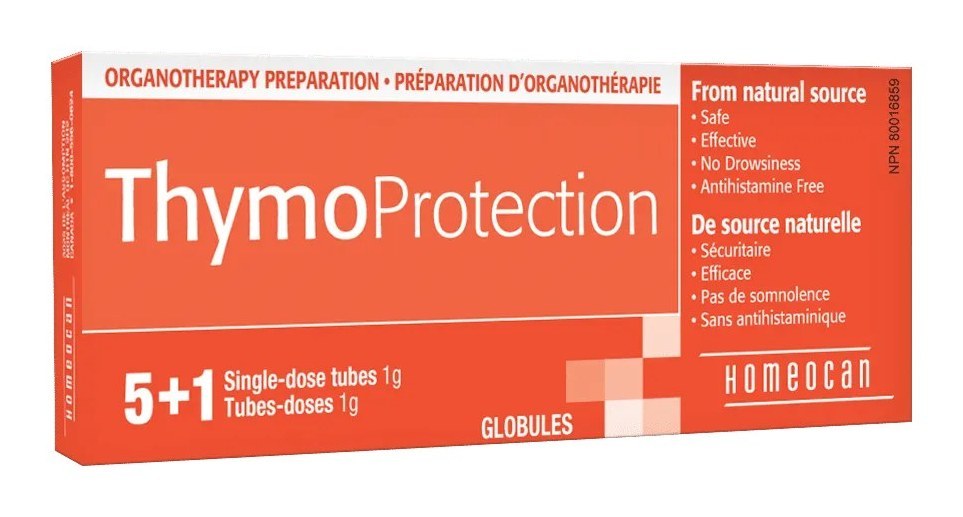 ORGANOTHERAPY PREPARATION • PRÉPARATION D'ORGANOTHÉRAPIE
ThymoProtection
5+1 Single-dose tubes 1g
Tubes-doses 1g
GLOBULES
From natural source
• Safe
• Effective
• No Drowsiness
• Antihistamine Free
De source naturelle
• Sécuritaire
• Efficace
• Pas de somnolence
• Sans antihistaminique
HOMEOCAN
NPN 80016859
HOMEOCAN